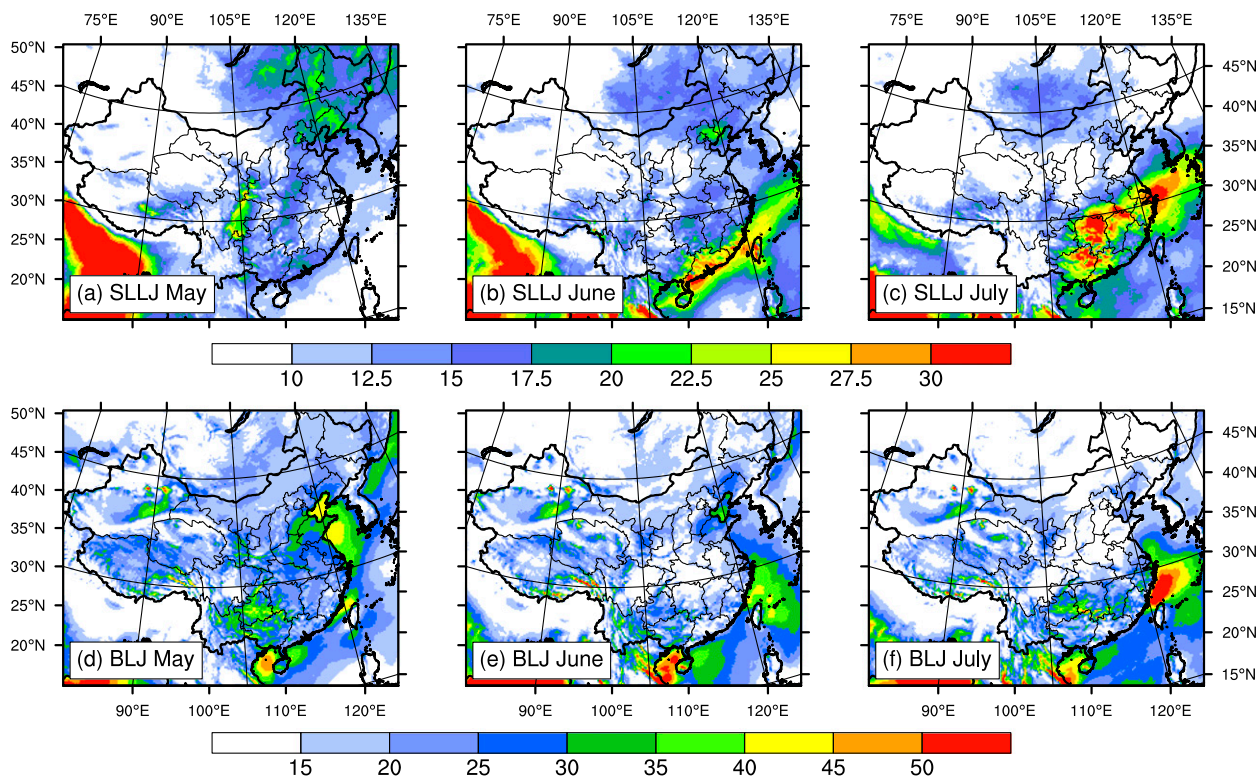 75°E 90°E 105°E 120°E 135°E 75°E 90°E 105°E 120°E 135°E 75°E 90°E 105°E 120°E 135°E
50°N 45°N
45°N 40°N
40°N 35°N
35°N 30°N
30°N 25°N
25°N 20°N
20°N 15°N
(a) SLLJ May (b) SLLJ June (c) SLLJ July
10 12.5 15 17.5 20 22.5 25 27.5 30
50°N 45°N
45°N 40°N
40°N 35°N
35°N 30°N
30°N 25°N
25°N 20°N
20°N 15°N
(d) BLJ May (e) BLJ June (f) BLJ July
90°E 100°E 110°E 120°E 90°E 100°E 110°E 120°E 90°E 100°E 110°E 120°E
15 20 25 30 35 40 45 50